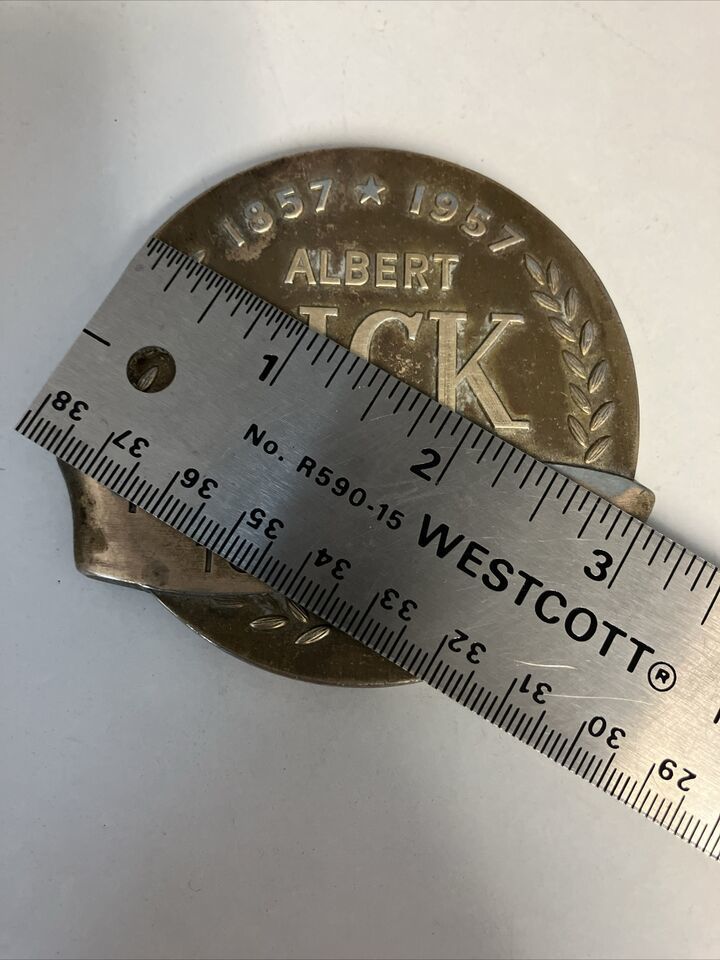 1857 ★ 1957
ALBERT
ICK
1 2 3
No. R590-15 WESTCOTT®
38 37 36 35 34 33 32 31 30 29